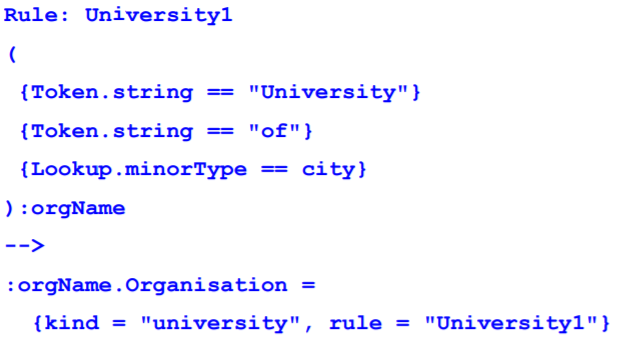 Rule: University1
(
{Token.string == "University"}
{Token.string == "of"}
{Lookup.minorType == city}
):orgName
-->
:orgName.Organisation =
{kind = "university", rule = "University1"}